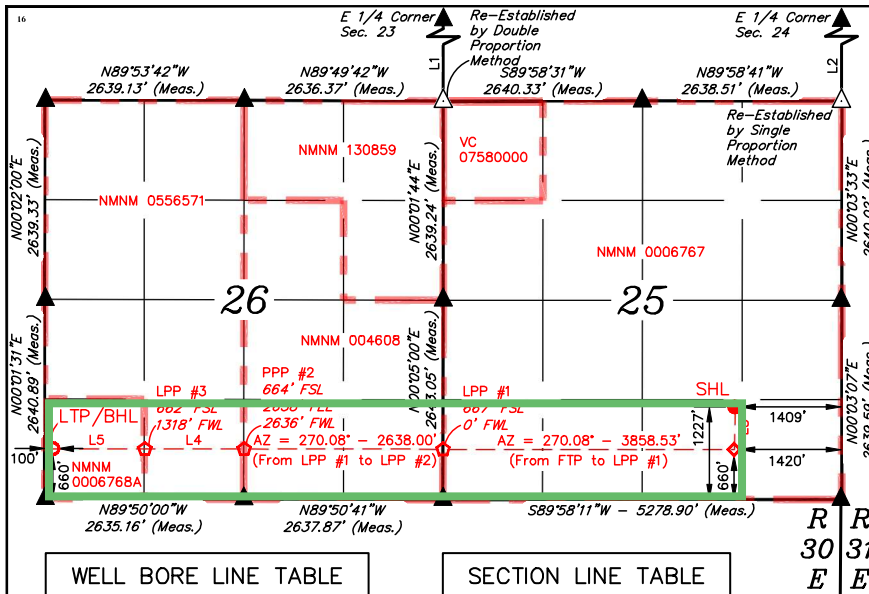 16
E 1/4 Corner
Sec. 23
Re-Established
by Double
Proportion
Method
E 1/4 Corner
Sec. 24
L1
L2
N89°53'42"W
2639.13' (Meas.)
N89°49'42"W
2636.37' (Meas.)
S89°58'31"W
2640.33' (Meas.)
N89°58'41"W
2638.51' (Meas.)
Re-Established
by Single
Proportion
Method
NMNM 130859
VC
07580000
N00°02'00"E
2639.33' (Meas.)
NMNM 0556571
N00°01'44"E
2639.24' (Meas.)
NMNM 0006767
N00°03'33"E
(Meas.)
26
25
NMNM 004608
N00°01'31"E
2640.89' (Meas.)
N00°05'00"E
(Meas.)
N00°03'07"E
(Meas.)
LPP #3
662' FSL
1318' FWL
PPP #2
664' FSL
2636' FWL
LPP #1
667' FSL
0' FWL
SHL
LTP/BHL
L5
L4
AZ = 270.08° - 2638.00'
(From LPP #1 to LPP #2)
AZ = 270.08° - 3858.53'
(From FTP to LPP #1)
1227'
1409'
1420'
100'
660'
660'
NMNM
0006768A
N89°50'00"W
2635.16' (Meas.)
N89°50'41"W
2637.87' (Meas.)
S89°58'11"W - 5278.90' (Meas.)
R R
30 31
E E
WELL BORE LINE TABLE
SECTION LINE TABLE